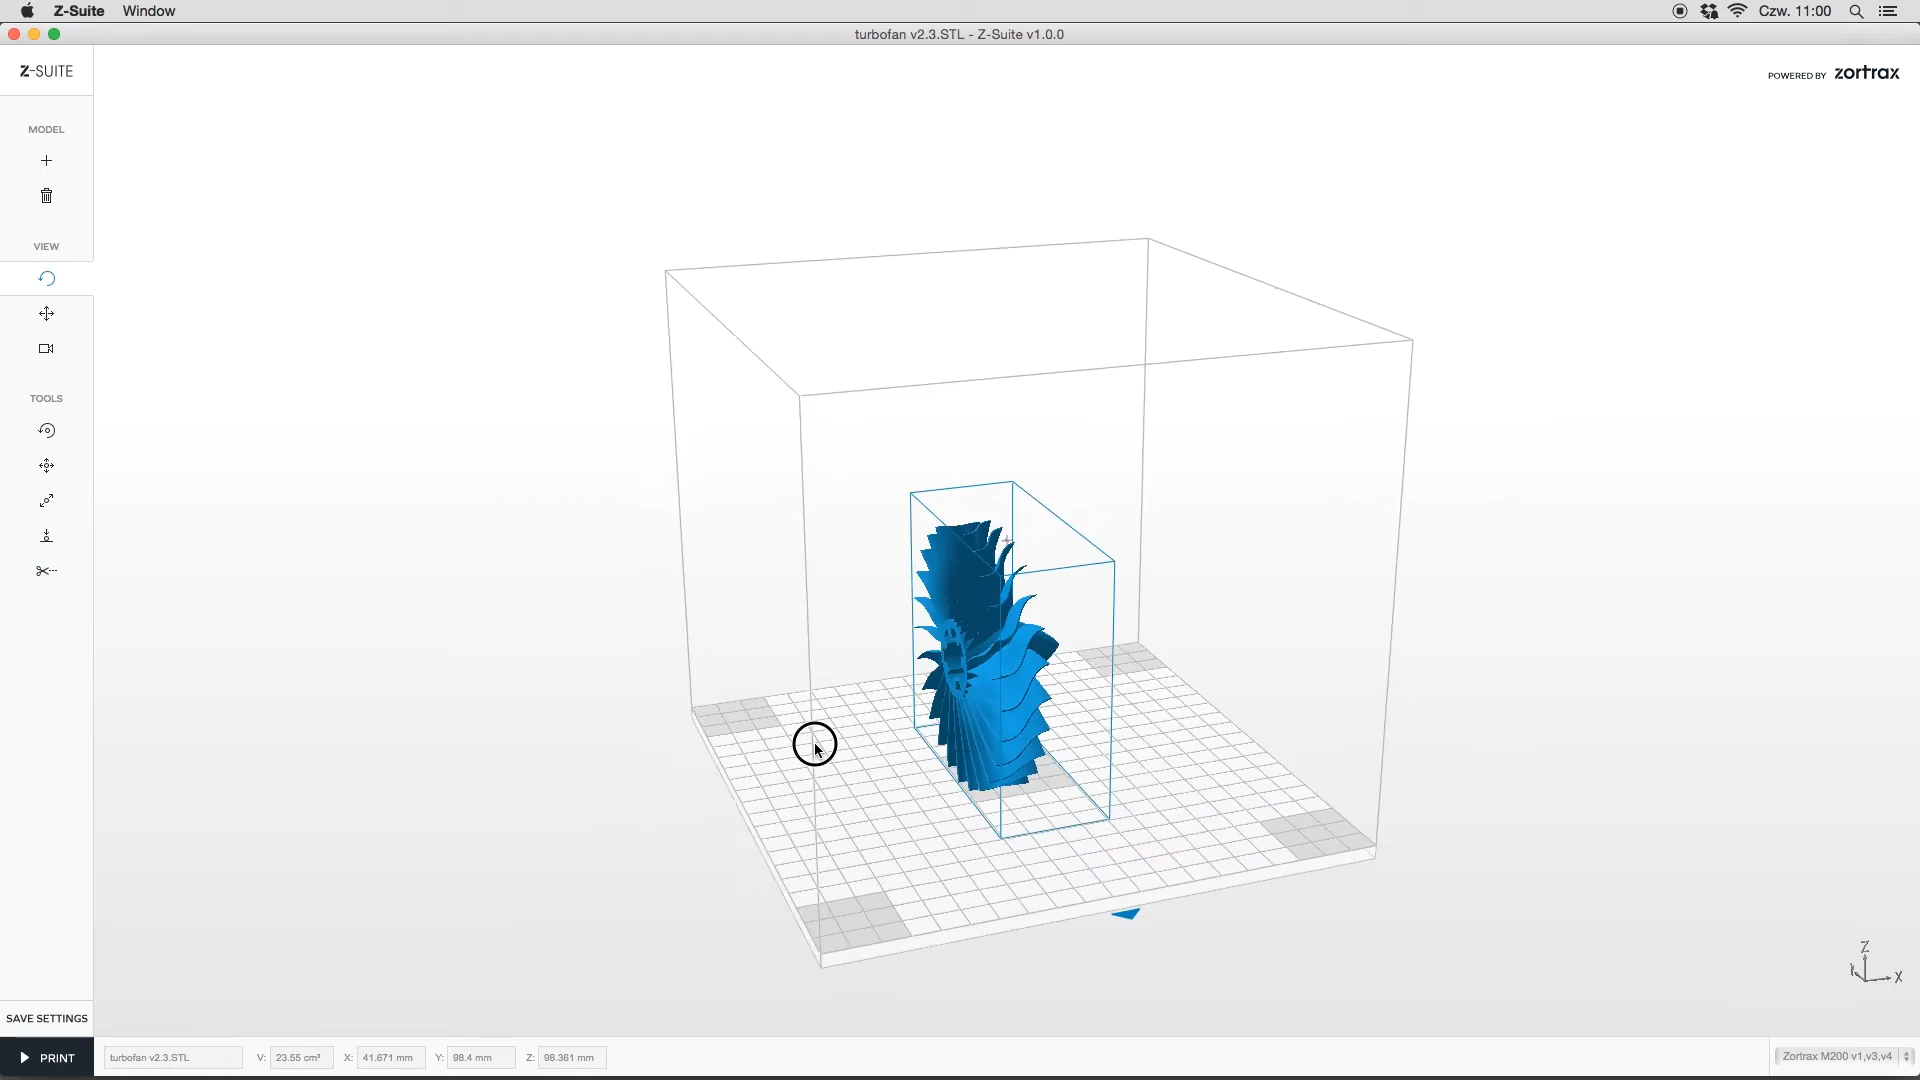 Z-Suite Window
Czw. 11:00
turbofan v2.3.STL - Z-Suite v1.0.0
Z-SUITE
POWERED BY zortrax
MODEL
VIEW
TOOLS
Z
X
SAVE SETTINGS
PRINT
turbofan v2.3.STL V: 23.55 cm³ X: 41.671 mm Y: 98.4 mm Z: 98.361 mm
Zortrax M200 v1,v3,v4